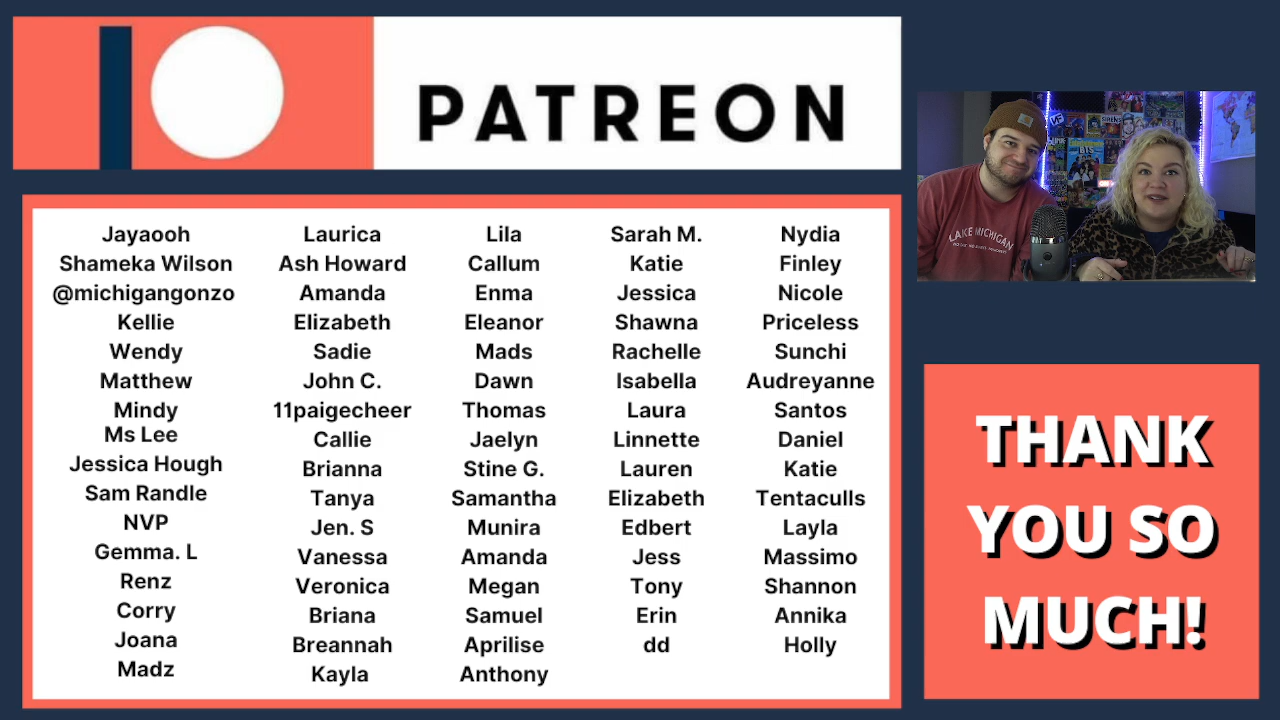 PATREON
Jayaooh
Shameka Wilson
@michigangonzo
Kellie
Wendy
Matthew
Mindy
Ms Lee
Jessica Hough
Sam Randle
NVP
Gemma. L
Renz
Corry
Joana
Madz
Laurica
Ash Howard
Amanda
Elizabeth
Sadie
John C.
11paigecheer
Callie
Brianna
Tanya
Jen. S
Vanessa
Veronica
Briana
Breannah
Kayla
Lila
Callum
Enma
Eleanor
Mads
Dawn
Thomas
Jaelyn
Stine G.
Samantha
Munira
Amanda
Megan
Samuel
Aprilise
Anthony
Sarah M.
Katie
Jessica
Shawna
Rachelle
Isabella
Laura
Linnette
Lauren
Elizabeth
Edbert
Jess
Tony
Erin
dd
Nydia
Finley
Nicole
Priceless
Sunchi
Audreyanne
Santos
Daniel
Katie
Tentaculls
Layla
Massimo
Shannon
Annika
Holly
LAKE MICHIGAN
BTS
THANK
YOU SO
MUCH!